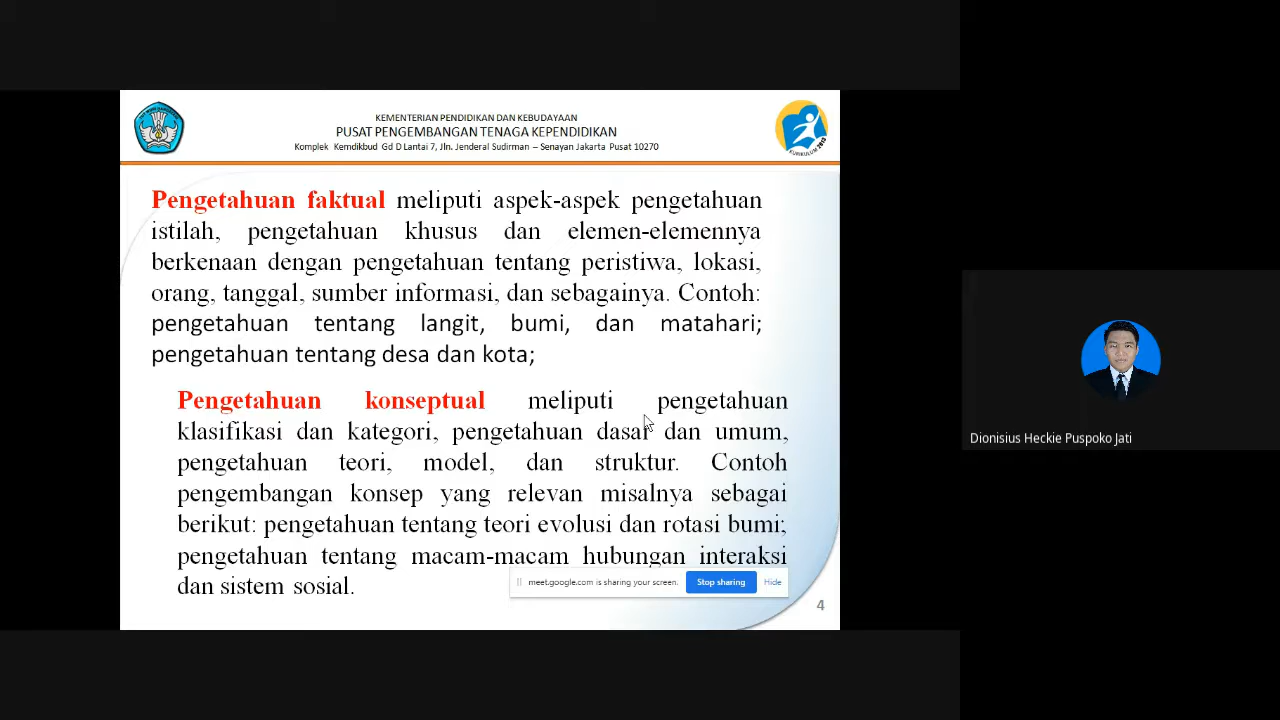 KEMENTERIAN PENDIDIKAN DAN KEBUDAYAAN
PUSAT PENGEMBANGAN TENAGA KEPENDIDIKAN
Komplek Kemdikbud Gd D Lantai 7, Jln. Jenderal Sudirman – Senayan Jakarta Pusat 10270
KURIKULUM 2013
Pengetahuan faktual meliputi aspek-aspek pengetahuan
istilah, pengetahuan khusus dan elemen-elemennya
berkenaan dengan pengetahuan tentang peristiwa, lokasi,
orang, tanggal, sumber informasi, dan sebagainya. Contoh:
pengetahuan tentang langit, bumi, dan matahari;
pengetahuan tentang desa dan kota;
Pengetahuan konseptual meliputi pengetahuan
klasifikasi dan kategori, pengetahuan dasar dan umum,
pengetahuan teori, model, dan struktur. Contoh
pengembangan konsep yang relevan misalnya sebagai
berikut: pengetahuan tentang teori evolusi dan rotasi bumi;
pengetahuan tentang macam-macam hubungan interaksi
dan sistem sosial.
meet.google.com is sharing your screen.
Stop sharing
Hide
4
Dionisius Heckie Puspoko Jati